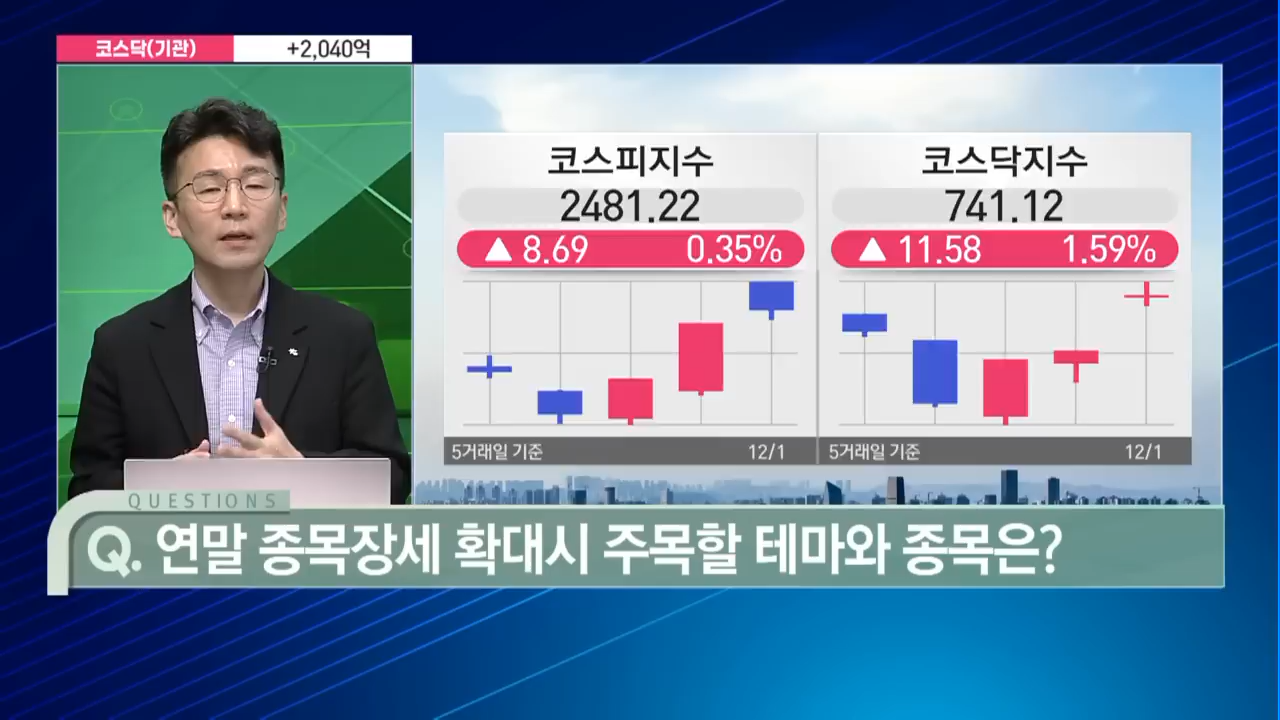 코스닥(기관) +2,040억
코스피지수
2481.22
▲ 8.69 0.35%
5거래일 기준 12/1
코스닥지수
741.12
▲ 11.58 1.59%
5거래일 기준 12/1
QUESTIONS
Q. 연말 종목장세 확대시 주목할 테마와 종목은?